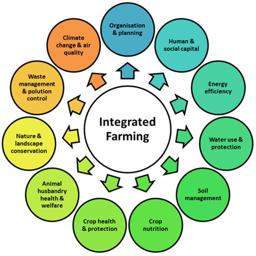 Organisation
& planning
Human &
social capital
Energy
efficiency
Water use &
protection
Soil
management
Crop
nutrition
Crop health
& protection
Animal
husbandry
health &
welfare
Nature &
landscape
conservation
Waste
management
& polution
control
Climate
change & air
quality
Integrated
Farming